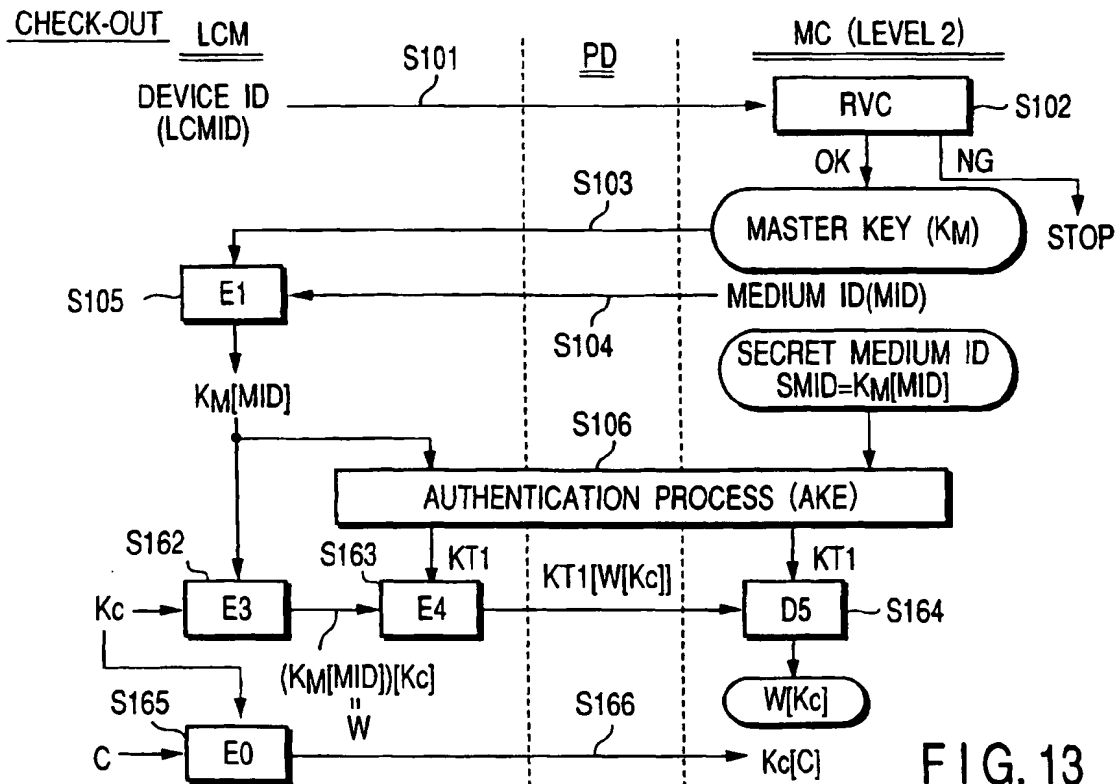 CHECK-OUT
LCM
PD
MC (LEVEL 2)
S101
DEVICE ID
(LCMID)
RVC
S102
OK
NG
STOP
S103
MASTER KEY (KM)
S105
E1
MEDIUM ID(MID)
S104
SECRET MEDIUM ID
SMID=KM[MID]
KM[MID]
S106
AUTHENTICATION PROCESS (AKE)
S162
S163
KT1
KT1[W[Kc]]
KT1
Kc
E3
E4
D5
S164
(KM[MID])[Kc]
"
W
W[Kc]
S165
S166
C
E0
Kc[C]
FIG. 13